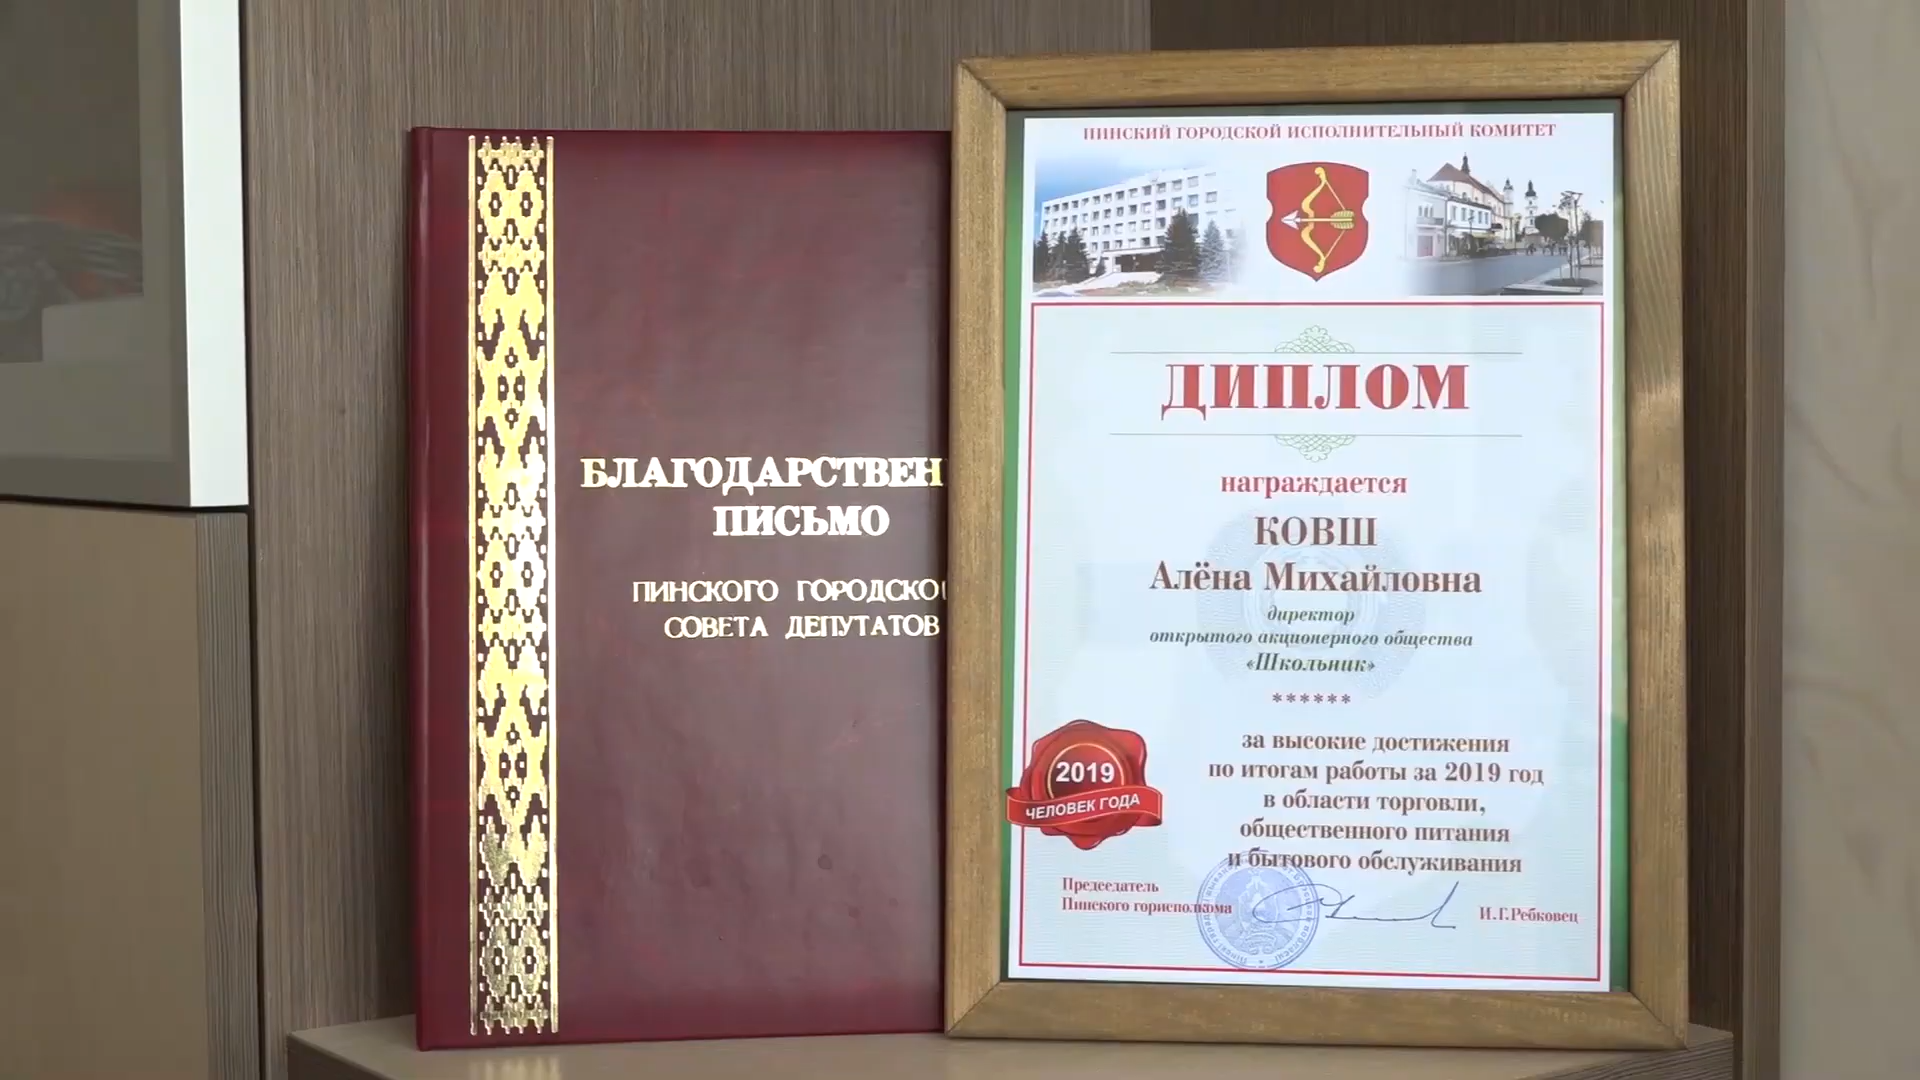 БЛАГОДАРСТВЕН
ПИСЬМО
ПИНСКОГО ГОРОДСКО
СОВЕТА ДЕПУТАТОВ
ПИНСКИЙ ГОРОДСКОЙ ИСПОЛНИТЕЛЬНЫЙ КОМИТЕТ
ДИПЛОМ
награждается
КОВШ
Алёна Михайловна
директор
открытого акционерного общества
«Школьник»
******
за высокие достижения
по итогам работы за 2019 год
в области торговли,
общественного питания
и бытового обслуживания
2019
ЧЕЛОВЕК ГОДА
Председатель
Пинского горисполкома
И.Г.Ребковец